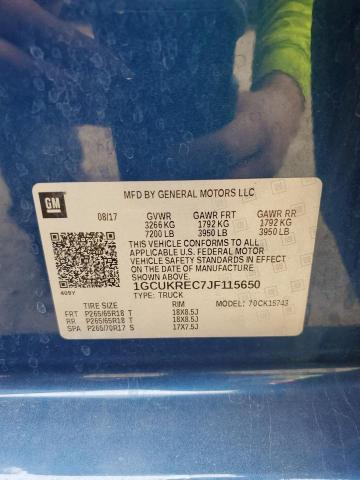 GM
MFD BY GENERAL MOTORS LLC
08/17 GVWR GAWR FRT GAWR RR
3266 KG 1792 KG 1792 KG
7200 LB 3950 LB 3950 LB
THIS VEHICLE CONFORMS TO ALL
APPLICABLE U.S. FEDERAL MOTOR
VEHICLE SAFETY STANDARDS IN EFFECT
ON THE DATE OF MANUFACTURE
SHOWN ABOVE.
1GCUKREC7JF115650
409Y TYPE: TRUCK
TIRE SIZE RIM MODEL: 70CK15743
FRT P265/65R18 T 18X8.5J
RR P265/65R18 T 18X8.5J
SPA P265/70R17 S 17X7.5J